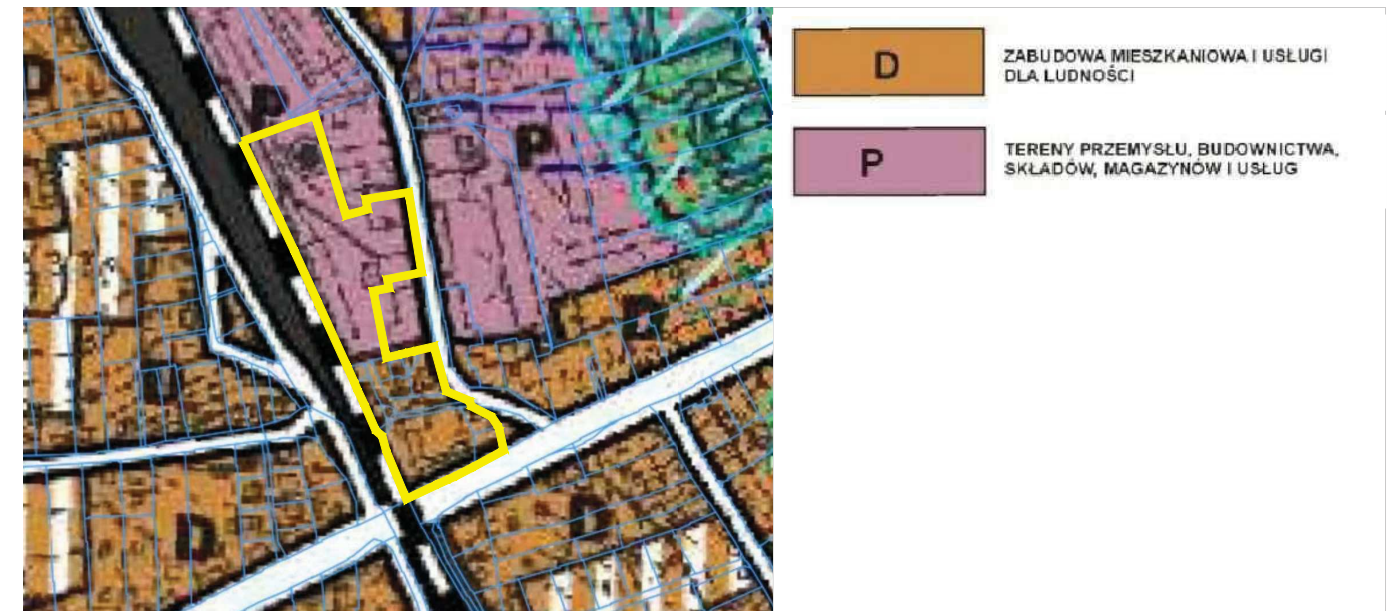 D
ZABUDOWA MIESZKANIOWA I USŁUGI
DLA LUDNOŚCI
P
TERENY PRZEMYSŁU, BUDOWNICTWA,
SKŁADÓW, MAGAZYNÓW I USŁUG
D
P
P
D
D
D